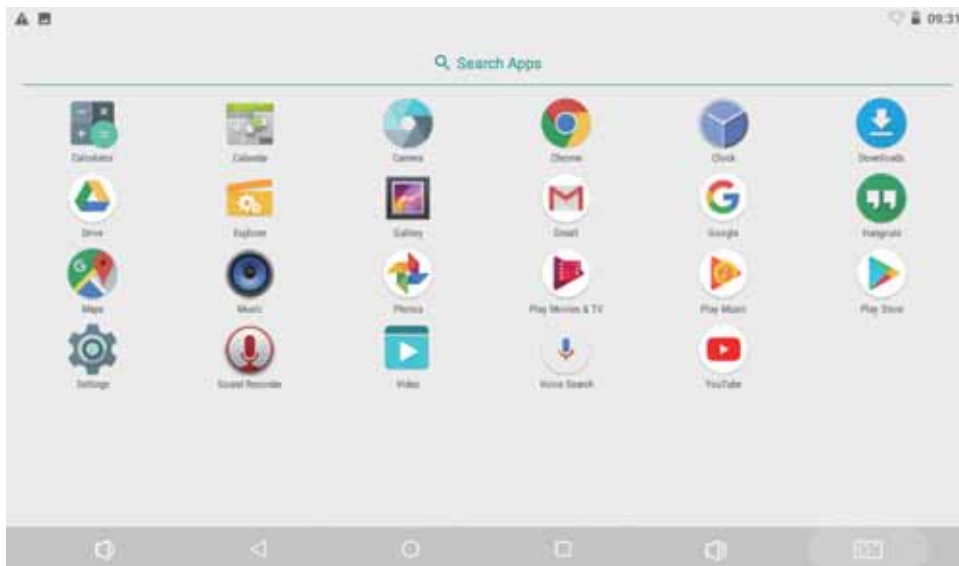 09:31
Search Apps
Calculator Calendar Camera Chrome Clock Downloads
Drive Explorer Gallery Gmail Google Hangouts
Maps Music Photos Play Movies & TV Play Music Play Store
Settings Sound Recorder Video Voice Search YouTube